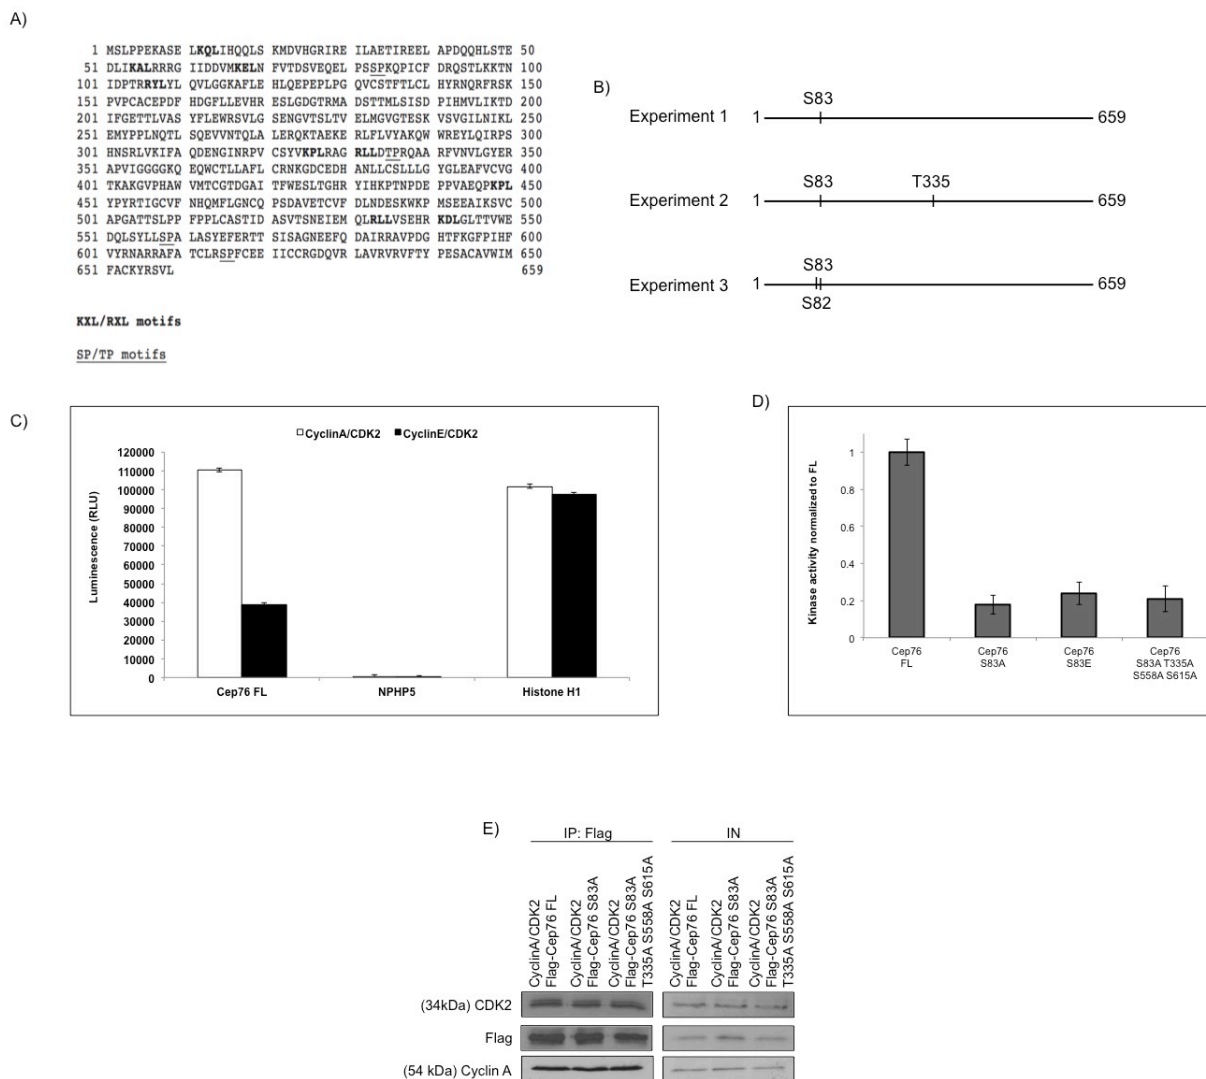 A)
1 MSLPPEKASE LKQLIHQQLS KMDVHGRIRE ILAETIREEL APDQQHLSTE 50
51 DLIKALRRRG IIDDVMKELN FVTDSVEQEL PSSPKQPICF DRQSTLKKTN 100
101 IDPTRRYLYL QVLGGKAFLE HLQEPEPLPG QVCSTFTLCL HYRNQRFRSK 150
151 PVPCACEPDF HDGFLLEVHR ESLGDGTRMA DSTTMLSISD PIHMVLIKTD 200
201 IFGETTLVAS YFLEWRSVLG SENGVTSLTV ELMGVGTESK VSVGILNIKL 250
251 EMYPPLNQTL SQEVVNTQLA LERQKTAEKE RLFLVYAKQW WREYLQIRPS 300
301 HNSRLVKIFA QDENGINRPV CSYVKPLRAG RLLDTPRQAA RFVNVLGYER 350
351 APVIGGGGKQ EQWCTLLAFL CRNKGDCEDH ANLLCSLLLG YGLEAFVCVG 400
401 TKAKGVPHAW VMTCGTDGAI TFWESLTGHR YIHKPTNPDE PPVAEQPKPL 450
451 YPYRTIGCVF NHQMFLGNCQ PSDAVETCVF DLNDESKWKP MSEEAIKSVC 500
501 APGATTSLPP FPPLCASTID ASVTSNEIEM QLRLLVSEHR KDLGLTTVWE 550
551 DQLSYLLSPA LASYEFERTT SISAGNEEFQ DAIRRAVPDG HTFKGFPIHF 600
601 VYRNARRAFA TCLRSPFCEE IICCRGDQVR LAVRVRVFTY PESACAVWIM 650
651 FACKYRSVL 659
KXL/RXL motifs
SP/TP motifs
B)
S83
Experiment 1 1 659
S83 T335
Experiment 2 1 659
S83
Experiment 3 1 659
S82
C)
CyclinA/CDK2 CyclinE/CDK2
Luminescence (RLU)
120000
110000
100000
90000
80000
70000
60000
50000
40000
30000
20000
10000
0
Cep76 FL NPHP5 Histone H1
D)
Kinase activity normalized to FL
1
0.8
0.6
0.4
0.2
0
Cep76 Cep76 Cep76 Cep76
FL S83A S83E S83A T335A
S558A S615A
E)
IP: Flag IN
CyclinA/CDK2
Flag-Cep76 FL
CyclinA/CDK2
Flag-Cep76 S83A
CyclinA/CDK2
Flag-Cep76 S83A
T335A S558A S615A
CyclinA/CDK2
Flag-Cep76 FL
CyclinA/CDK2
Flag-Cep76 S83A
CyclinA/CDK2
Flag-Cep76 S83A
T335A S558A S615A
(34kDa) CDK2
Flag
(54 kDa) Cyclin A